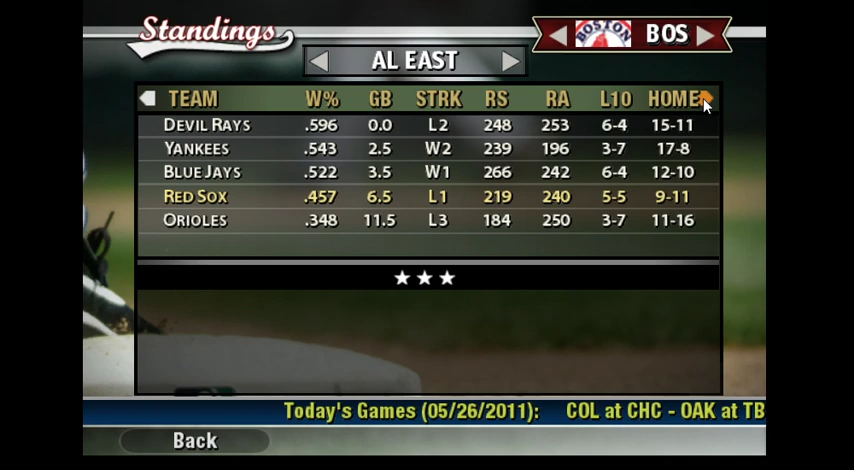 Standings
BOSTON
BOS
AL EAST
TEAM W% GB STRK RS RA L10 HOME
DEVIL RAYS .596 0.0 L2 248 253 6-4 15-11
YANKEES .543 2.5 W2 239 196 3-7 17-8
BLUE JAYS .522 3.5 W1 266 242 6-4 12-10
RED SOX .457 6.5 L1 219 240 5-5 9-11
ORIOLES .348 11.5 L3 184 250 3-7 11-16
Today's Games (05/26/2011): COL at CHC - OAK at TB
Back